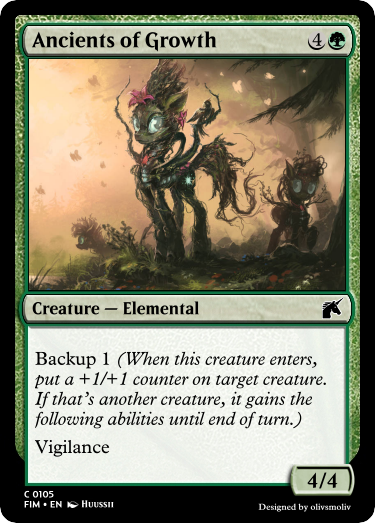 Ancients of Growth 4
Creature — Elemental
Backup 1 (When this creature enters,
put a +1/+1 counter on target creature.
If that's another creature, it gains the
following abilities until end of turn.)
Vigilance
4/4
C 0105
FIM • EN Huussii
Designed by olivsmoliv